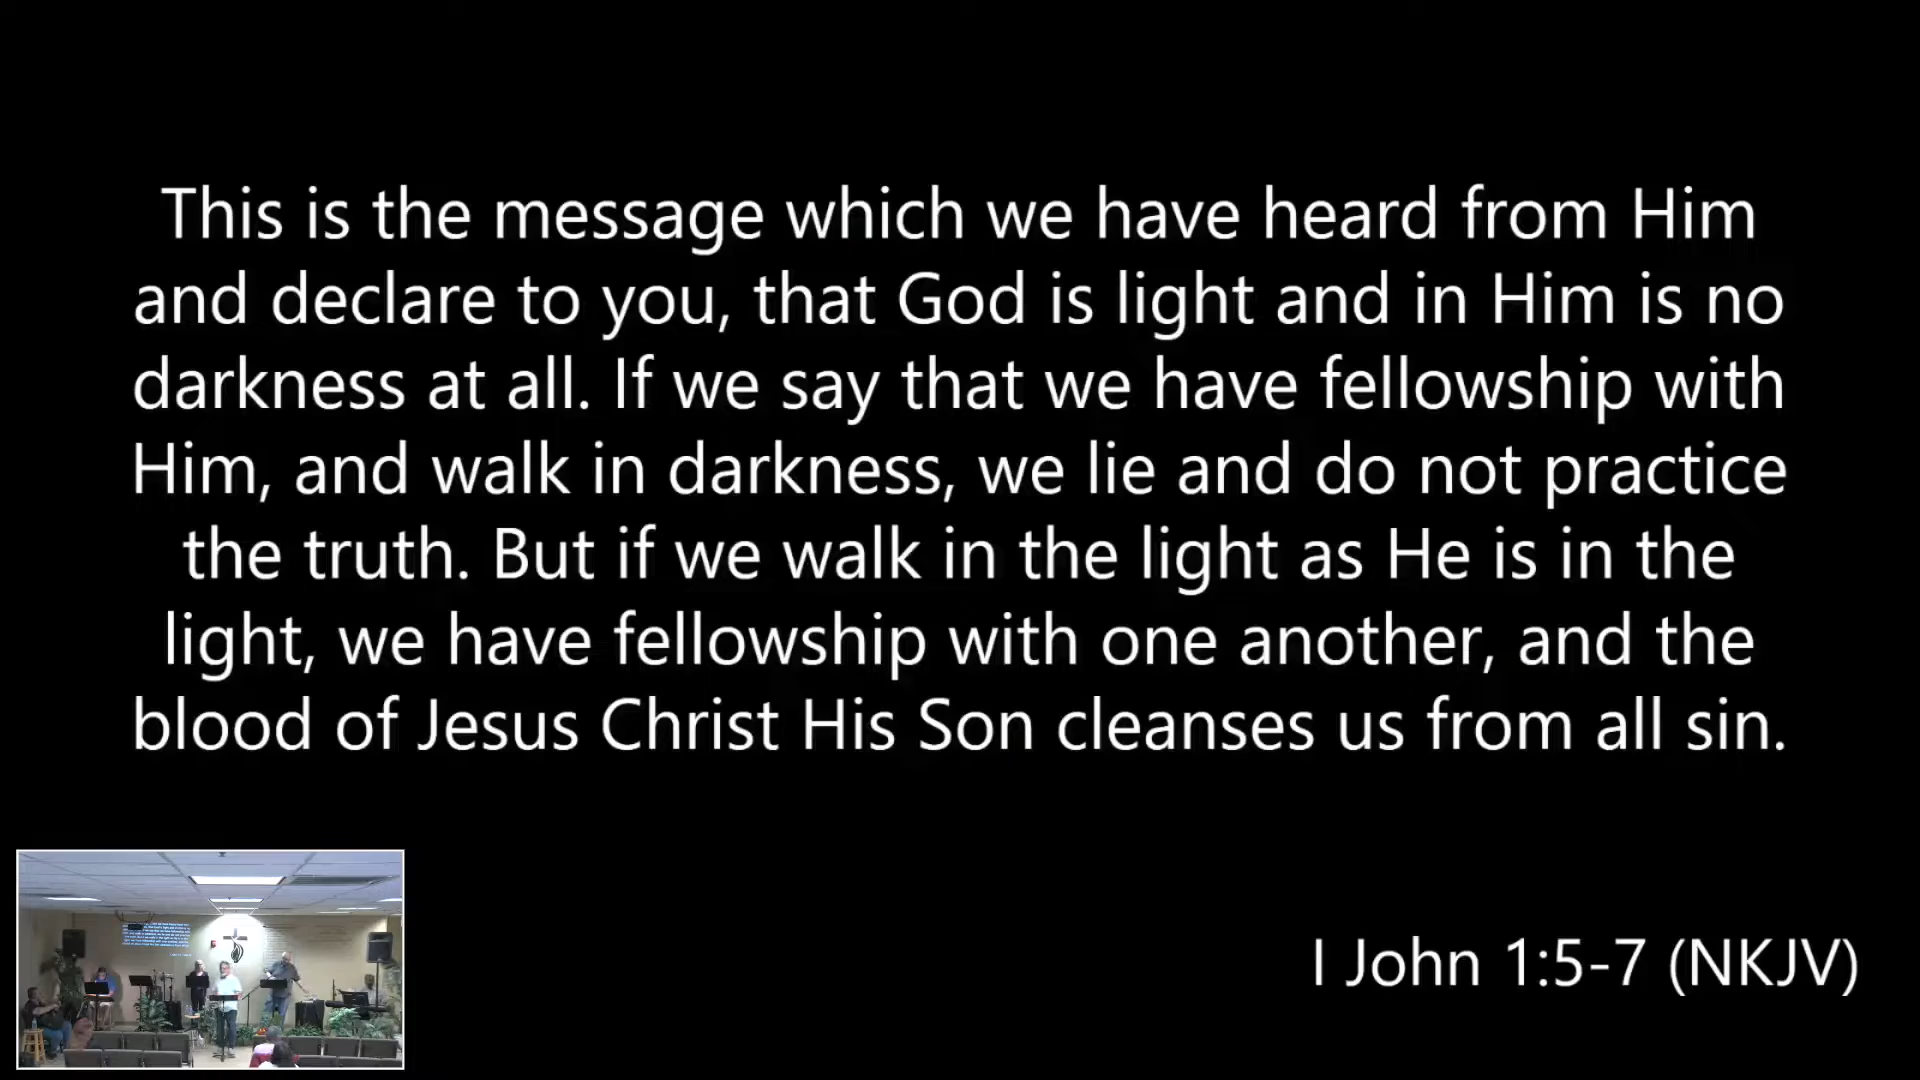 This is the message which we have heard from Him
and declare to you, that God is light and in Him is no
darkness at all. If we say that we have fellowship with
Him, and walk in darkness, we lie and do not practice
the truth. But if we walk in the light as He is in the
light, we have fellowship with one another, and the
blood of Jesus Christ His Son cleanses us from all sin.
I John 1:5-7 (NKJV)